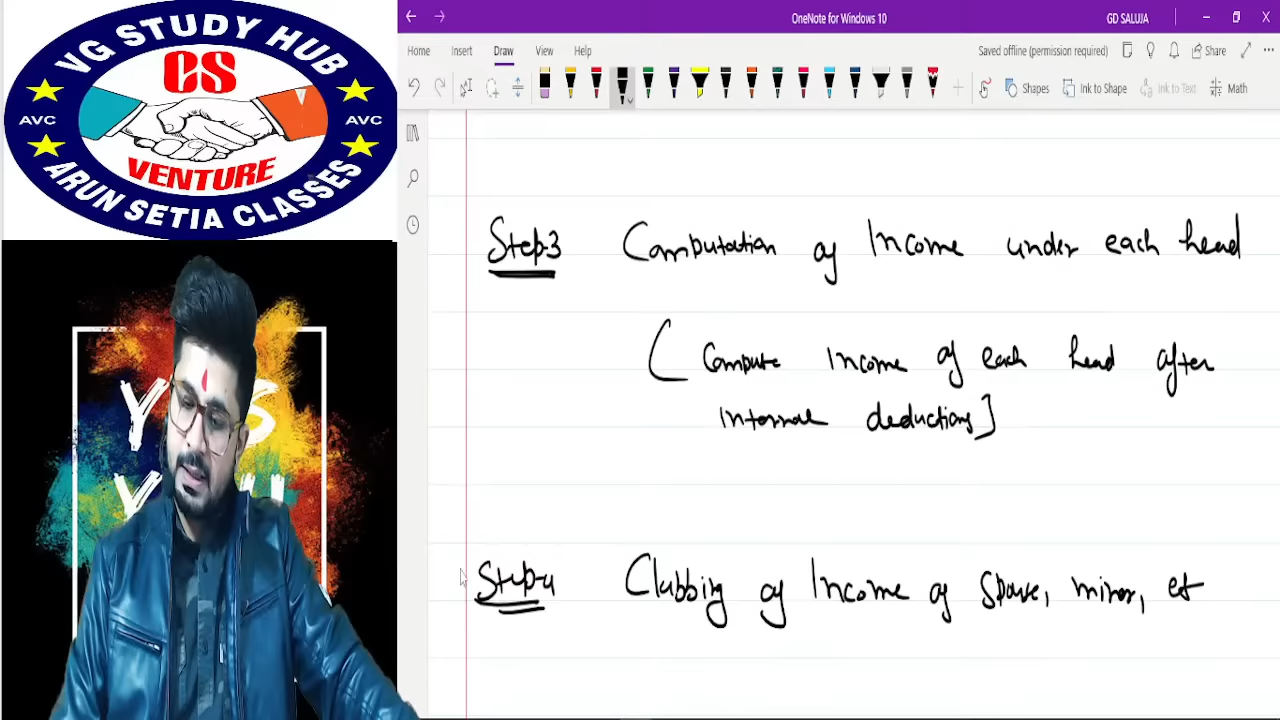 VG STUDY HUB
CS
AVC
AVC
VENTURE
ARUN SETIA CLASSES
OneNote for Windows 10
GD SALUJA
Home Insert Draw View Help
Saved offline (permission required)
Share
Shapes
Ink to Shape
Ink to Text
Math
Step-3 Computation of Income under each head
( Compute Income of each head after
internal deductions]
Step-4 Clubbing of Income of spouse, minor, et